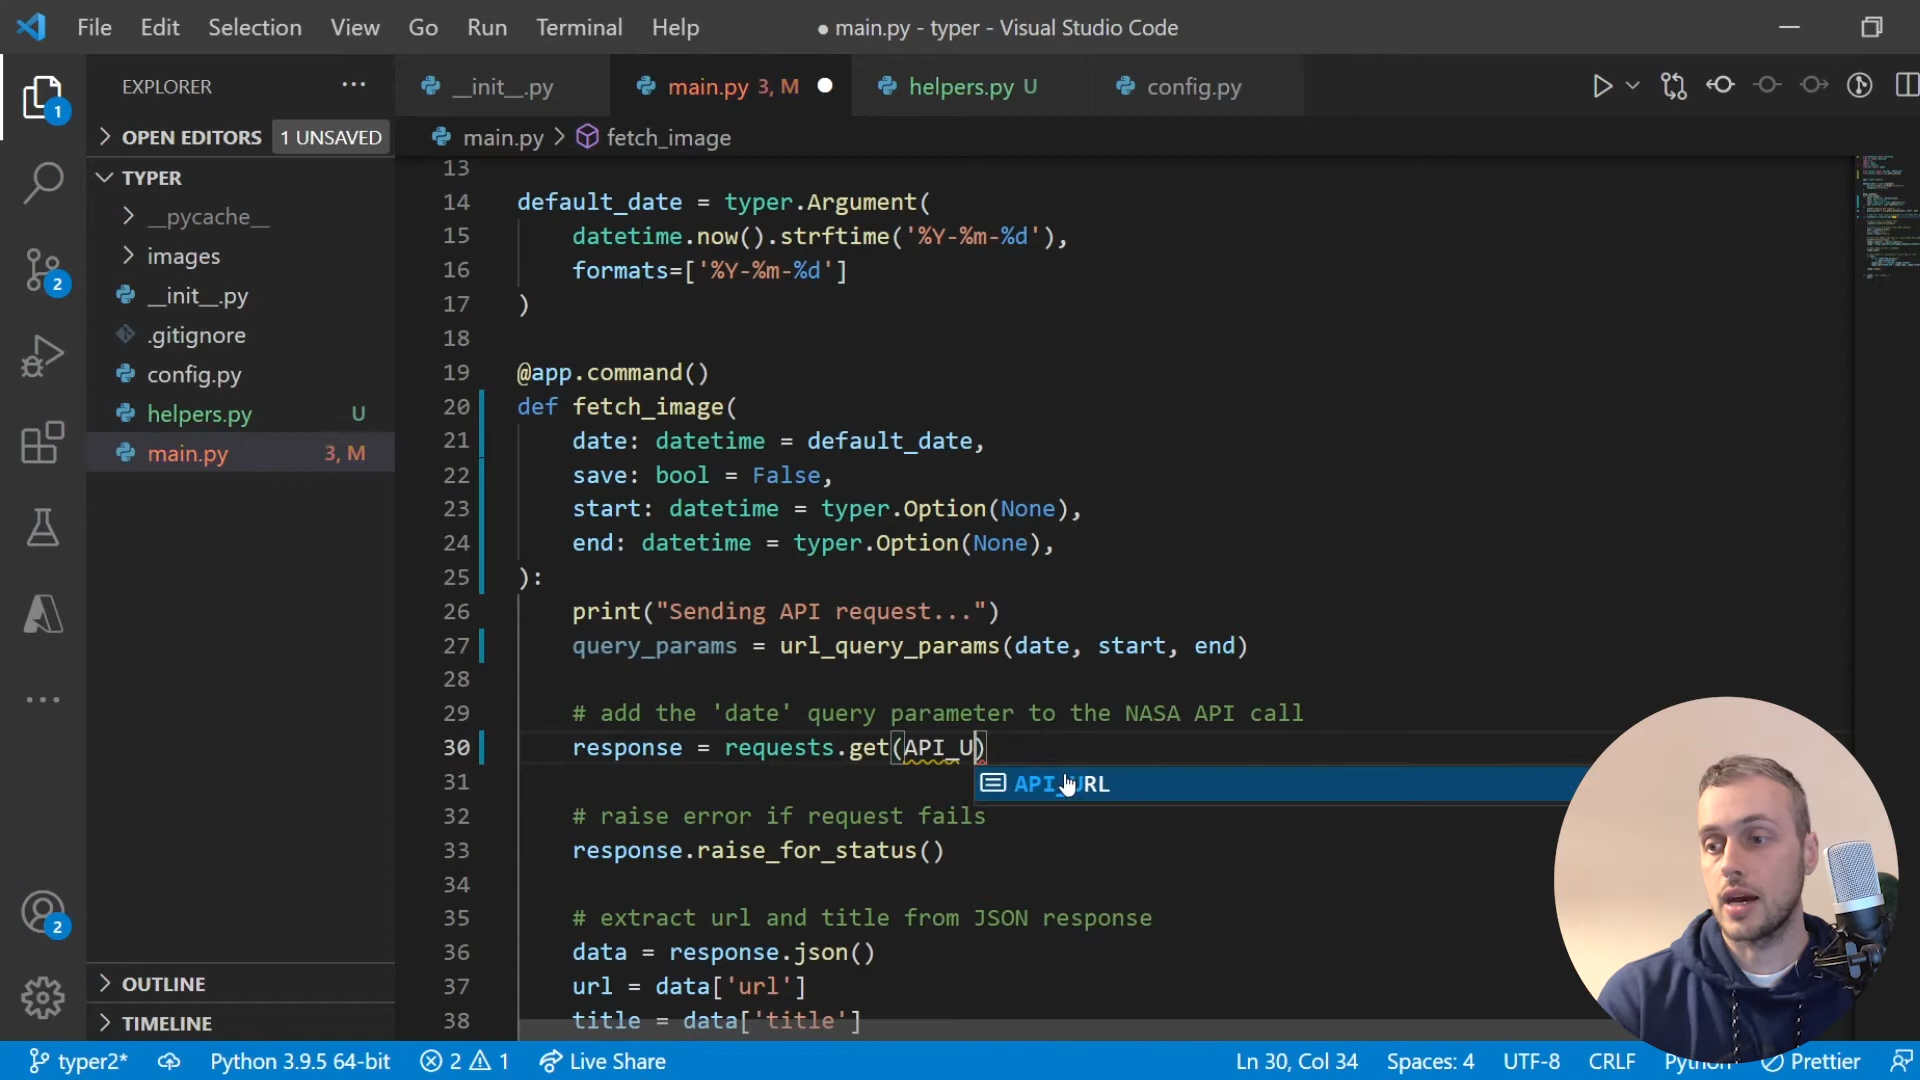 File Edit Selection View Go Run Terminal Help
● main.py - typer - Visual Studio Code
EXPLORER
OPEN EDITORS 1 UNSAVED
TYPER
__pycache__
images
__init__.py
.gitignore
config.py
helpers.py U
main.py 3, M
OUTLINE
TIMELINE
1
2
2
__init__.py
main.py 3, M
helpers.py U
config.py
main.py > fetch_image
13
14 default_date = typer.Argument(
15 datetime.now().strftime('%Y-%m-%d'),
16 formats=['%Y-%m-%d']
17 )
18
19 @app.command()
20 def fetch_image(
21 date: datetime = default_date,
22 save: bool = False,
23 start: datetime = typer.Option(None),
24 end: datetime = typer.Option(None),
25 ):
26 print("Sending API request...")
27 query_params = url_query_params(date, start, end)
28
29 # add the 'date' query parameter to the NASA API call
30 response = requests.get(API_U)
API_URL
31
32 # raise error if request fails
33 response.raise_for_status()
34
35 # extract url and title from JSON response
36 data = response.json()
37 url = data['url']
38 title = data['title']
typer2* Python 3.9.5 64-bit 2 1 Live Share Ln 30, Col 34 Spaces: 4 UTF-8 CRLF Python Prettier